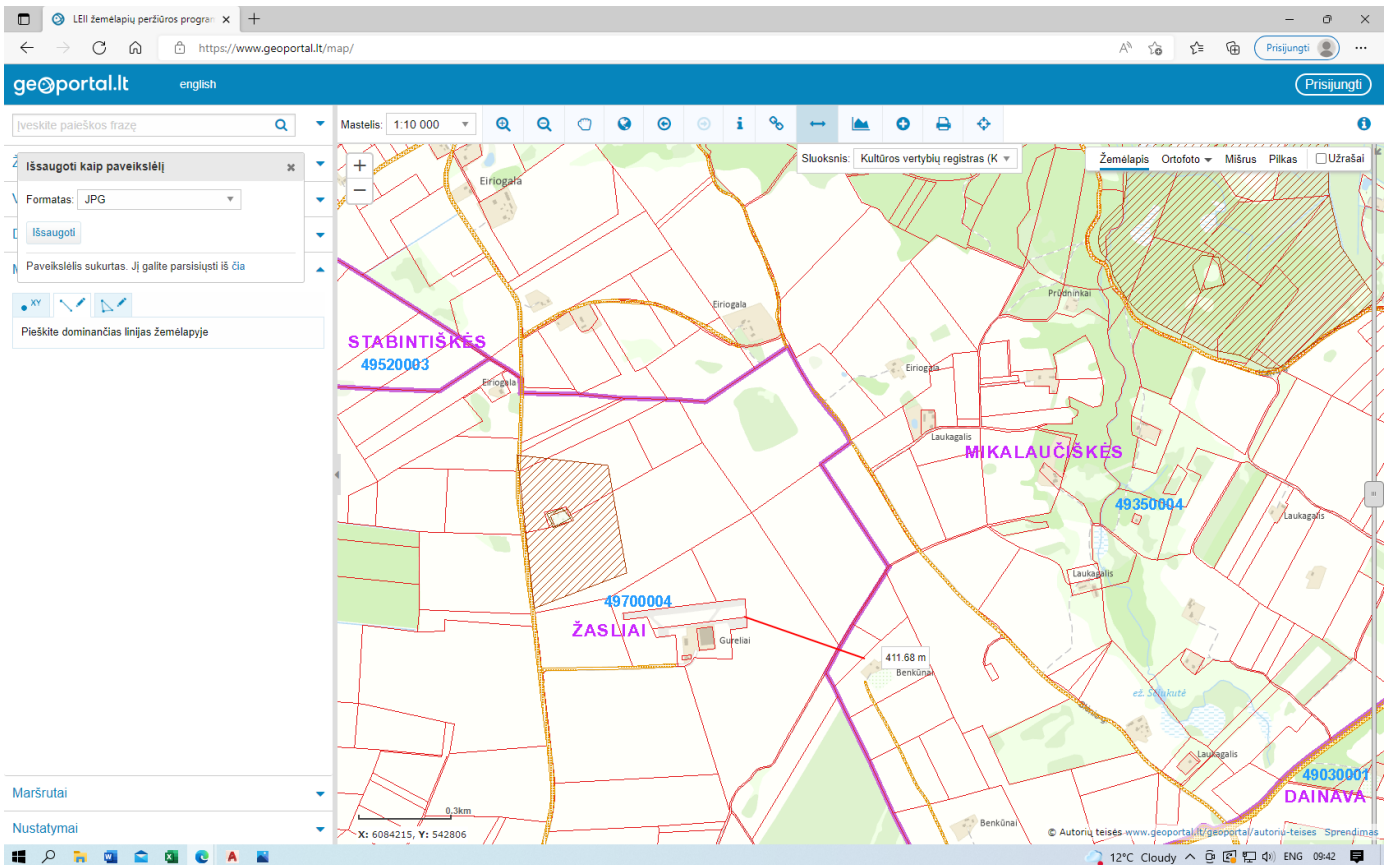 LEII žemėlapių peržiūros program
https://www.geoportal.lt/map/
Prisijungti
geoportal.lt
english
Prisijungti
Įveskite paieškos frazę
Mastelis: 1:10 000
Išsaugoti kaip paveikslėlį
Sluoksnis: Kultūros vertybių registras (K
Žemėlapis Ortofoto Mišrus Pilkas Užrašai
Formatas: JPG
Išsaugoti
Paveikslėlis sukurtas. Jį galite parsisiųsti iš čia
XY
Pieškite dominančias linijas žemėlapyje
Eiriogala
Prūdninkai
Eiriogala
STABINTIŠKĖS
49520003
Eiriogala
Eiriogala
Laukagalis
MIKALAUČIŠKĖS
49350004
Laukagalis
Laukagalis
49700004
ŽASLIAI
Gureliai
411.68 m
Benkūnai
Laukagalis
49030001
DAINAVA
Benkūnai
0.3km
X: 6084215, Y: 542806
© Autorių teisės www.geoportal.lt/geoportal/autoriu-teises Sprendimas
Maršrutai
Nustatymai
12°C Cloudy
ENG
09:42